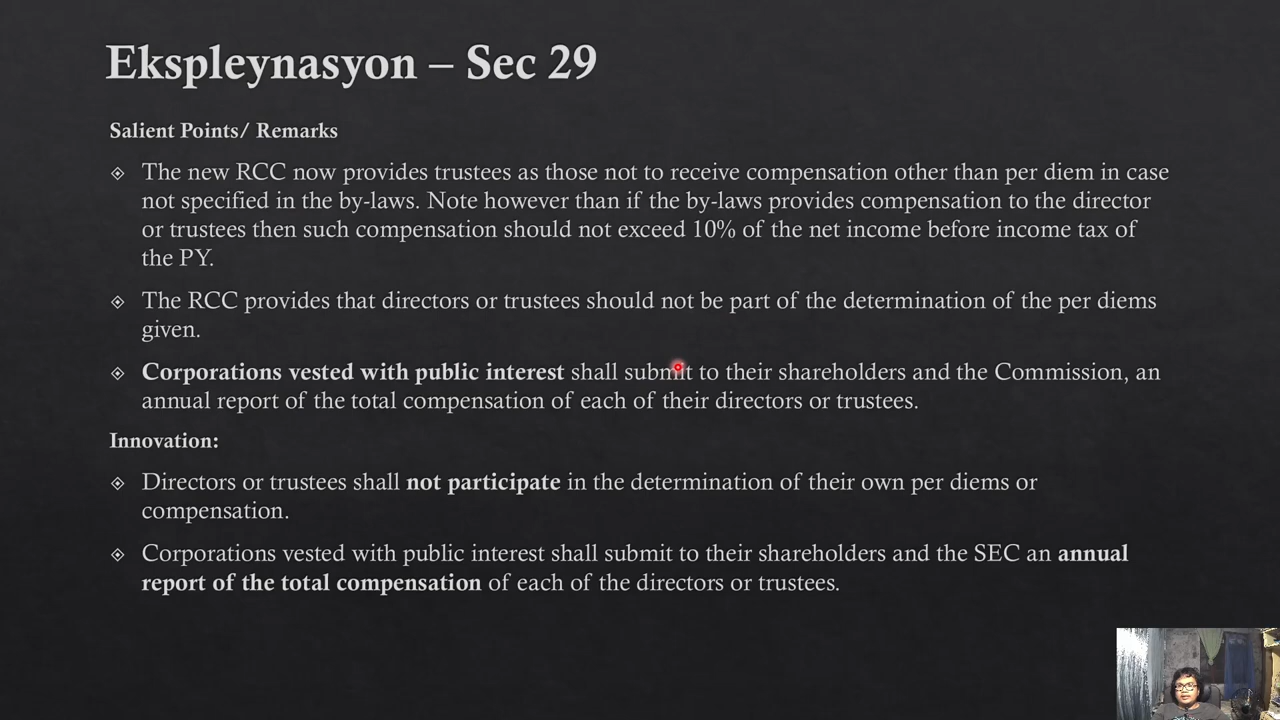 Ekspleynasyon – Sec 29
Salient Points/ Remarks
The new RCC now provides trustees as those not to receive compensation other than per diem in case
not specified in the by-laws. Note however than if the by-laws provides compensation to the director
or trustees then such compensation should not exceed 10% of the net income before income tax of
the PY.
The RCC provides that directors or trustees should not be part of the determination of the per diems
given.
Corporations vested with public interest shall submit to their shareholders and the Commission, an
annual report of the total compensation of each of their directors or trustees.
Innovation:
Directors or trustees shall not participate in the determination of their own per diems or
compensation.
Corporations vested with public interest shall submit to their shareholders and the SEC an annual
report of the total compensation of each of the directors or trustees.